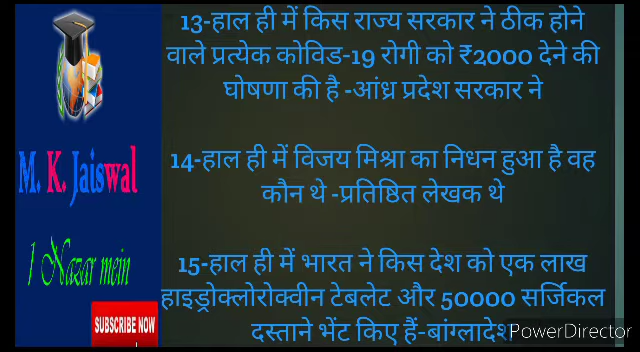 13-हाल ही में किस राज्य सरकार ने ठीक होने
वाले प्रत्येक कोविड-19 रोगी को ₹2000 देने की
घोषणा की है -आंध्र प्रदेश सरकार ने
14-हाल ही में विजय मिश्रा का निधन हुआ है वह
कौन थे -प्रतिष्ठित लेखक थे
15-हाल ही में भारत ने किस देश को एक लाख
हाइड्रोक्लोरोक्वीन टेबलेट और 50000 सर्जिकल
दस्ताने भेंट किए हैं-बांग्लादेश
M. K. Jaiswal
1 Nazar mein
SUBSCRIBE NOW
PowerDirector